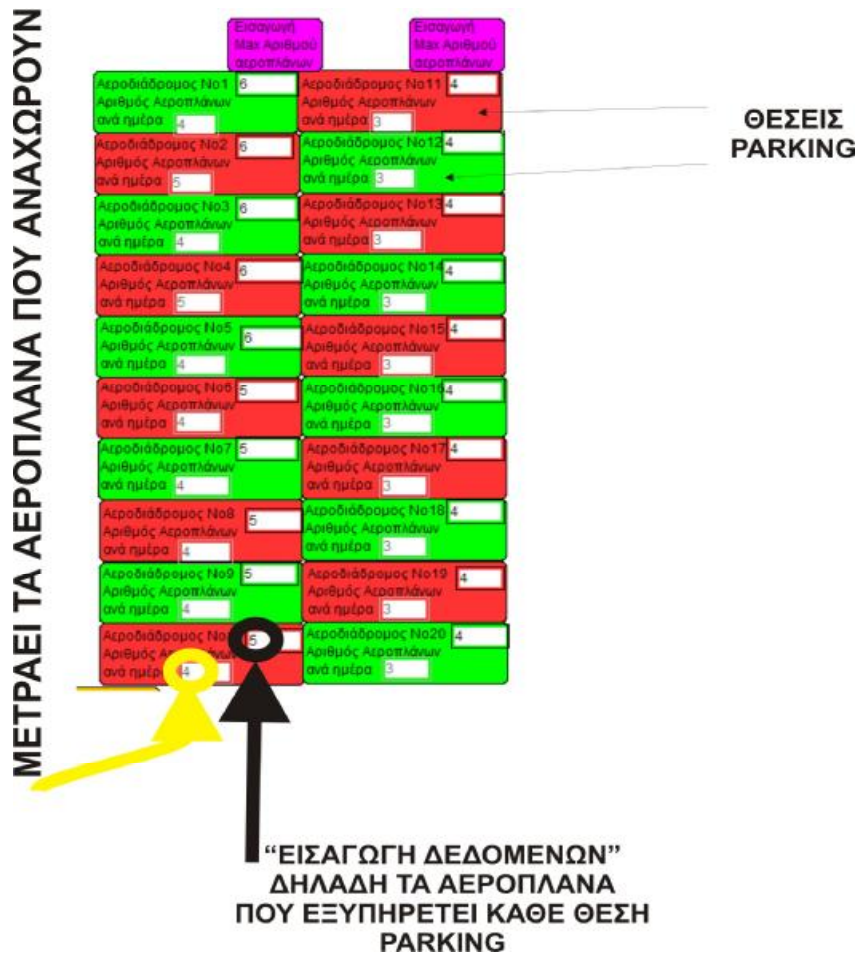 ΜΕΤΡΑΕΙ ΤΑ ΑΕΡΟΠΛΑΝΑ ΠΟΥ ΑΝΑΧΩΡΟΥΝ
Εισαγωγή
Max Αριθμού
αεροπλάνων
Εισαγωγή
Max Αριθμού
αεροπλάνων
Αεροδιάδρομος Νο1 6
Αριθμός Αεροπλάνων
ανά ημέρα 4
Αεροδιάδρομος Νο2 6
Αριθμός Αεροπλάνων
ανά ημέρα 5
Αεροδιάδρομος Νο3 6
Αριθμός Αεροπλάνων
ανά ημέρα 4
Αεροδιάδρομος Νο4 6
Αριθμός Αεροπλάνων
ανά ημέρα 5
Αεροδιάδρομος Νο5 6
Αριθμός Αεροπλάνων
ανά ημέρα 4
Αεροδιάδρομος Νο6 5
Αριθμός Αεροπλάνων
ανά ημέρα 4
Αεροδιάδρομος Νο7 5
Αριθμός Αεροπλάνων
ανά ημέρα 4
Αεροδιάδρομος Νο8 5
Αριθμός Αεροπλάνων
ανά ημέρα 4
Αεροδιάδρομος Νο9 5
Αριθμός Αεροπλάνων
ανά ημέρα 4
Αεροδιάδρομος 5
Αριθμός
ανά ημέρα 4
Αεροδιάδρομος Νο11 4
Αριθμός Αεροπλάνων
ανά ημέρα 3
Αεροδιάδρομος Νο12 4
Αριθμός Αεροπλάνων
ανά ημέρα 3
Αεροδιάδρομος Νο13 4
Αριθμός Αεροπλάνων
ανά ημέρα 3
Αεροδιάδρομος Νο14 4
Αριθμός Αεροπλάνων
ανά ημέρα 3
Αεροδιάδρομος Νο15 4
Αριθμός Αεροπλάνων
ανά ημέρα 3
Αεροδιάδρομος Νο16 4
Αριθμός Αεροπλάνων
ανά ημέρα 3
Αεροδιάδρομος Νο17 4
Αριθμός Αεροπλάνων
ανά ημέρα 3
Αεροδιάδρομος Νο18 4
Αριθμός Αεροπλάνων
ανά ημέρα 3
Αεροδιάδρομος Νο19 4
Αριθμός Αεροπλάνων
ανά ημέρα 3
Αεροδιάδρομος Νο20 4
Αριθμός Αεροπλάνων
ανά ημέρα 3
ΘΕΣΕΙΣ
PARKING
“ΕΙΣΑΓΩΓΗ ΔΕΔΟΜΕΝΩΝ”
ΔΗΛΑΔΗ ΤΑ ΑΕΡΟΠΛΑΝΑ
ΠΟΥ ΕΞΥΠΗΡΕΤΕΙ ΚΑΘΕ ΘΕΣΗ
PARKING